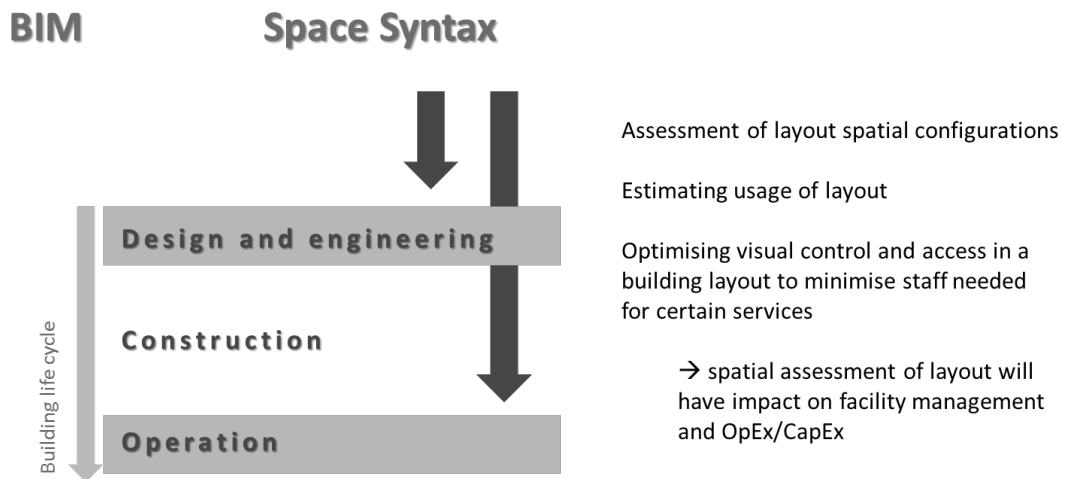 BIM
Space Syntax
Assessment of layout spatial configurations
Estimating usage of layout
Design and engineering
Optimising visual control and access in a
building layout to minimise staff needed
for certain services
Construction
Building life cycle
→ spatial assessment of layout will
have impact on facility management
and OpEx/CapEx
Operation